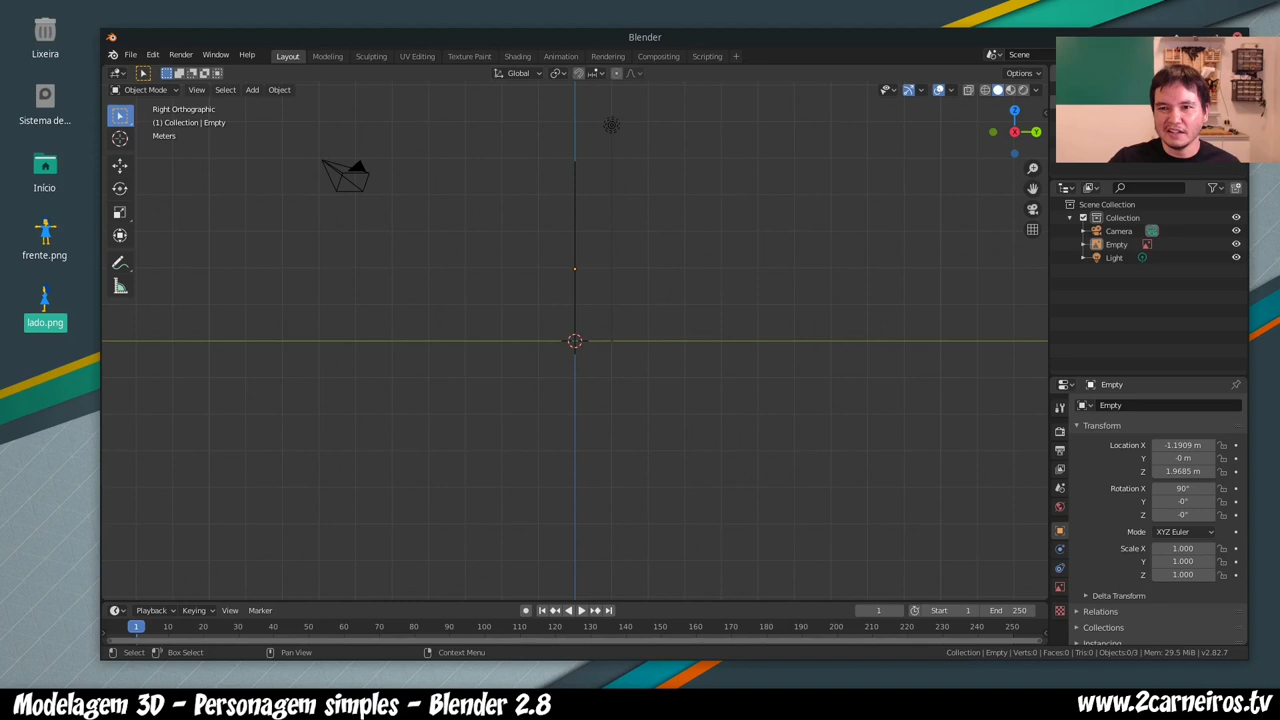 Lixeira
Sistema de...
Início
frente.png
lado.png
Blender
File Edit Render Window Help
Layout Modeling Sculpting UV Editing Texture Paint Shading Animation Rendering Compositing Scripting +
Scene
Global
Options
Object Mode View Select Add Object
Right Orthographic
(1) Collection | Empty
Meters
Z
X
Y
Scene Collection
Collection
Camera
Empty
Light
Empty
Empty
Transform
Location X -1.1909 m
Y -0 m
Z 1.9685 m
Rotation X 90°
Y -0°
Z -0°
Mode XYZ Euler
Scale X 1.000
Y 1.000
Z 1.000
Delta Transform
Relations
Collections
Instancing
Playback Keying View Marker
1 Start 1 End 250
1 10 20 30 40 50 60 70 80 90 100 110 120 130 140 150 160 170 180 190 200 210 220 230 240 250
Select Box Select Pan View Context Menu
Collection | Empty | Verts:0 | Faces:0 | Tris:0 | Objects:0/3 | Mem: 29.5 MiB | v2.82.7
Modelagem 3D - Personagem simples - Blender 2.8
www.2carneiros.tv